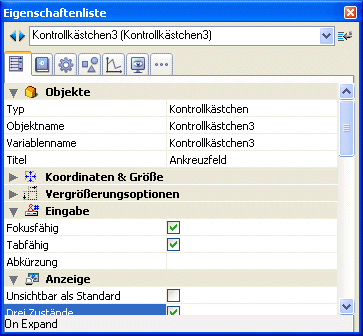 Eigenschaftenliste
Kontrollkästchen3 (Kontrollkästchen3)
Objekte
Typ Kontrollkästchen
Objektname Kontrollkästchen3
Variablenname Kontrollkästchen3
Titel Ankreuzfeld
Koordinaten & Größe
Vergrößerungsoptionen
Eingabe
Fokusfähig
Tabfähig
Abkürzung
Anzeige
Unsichtbar als Standard
Drei Zustände
On Expand